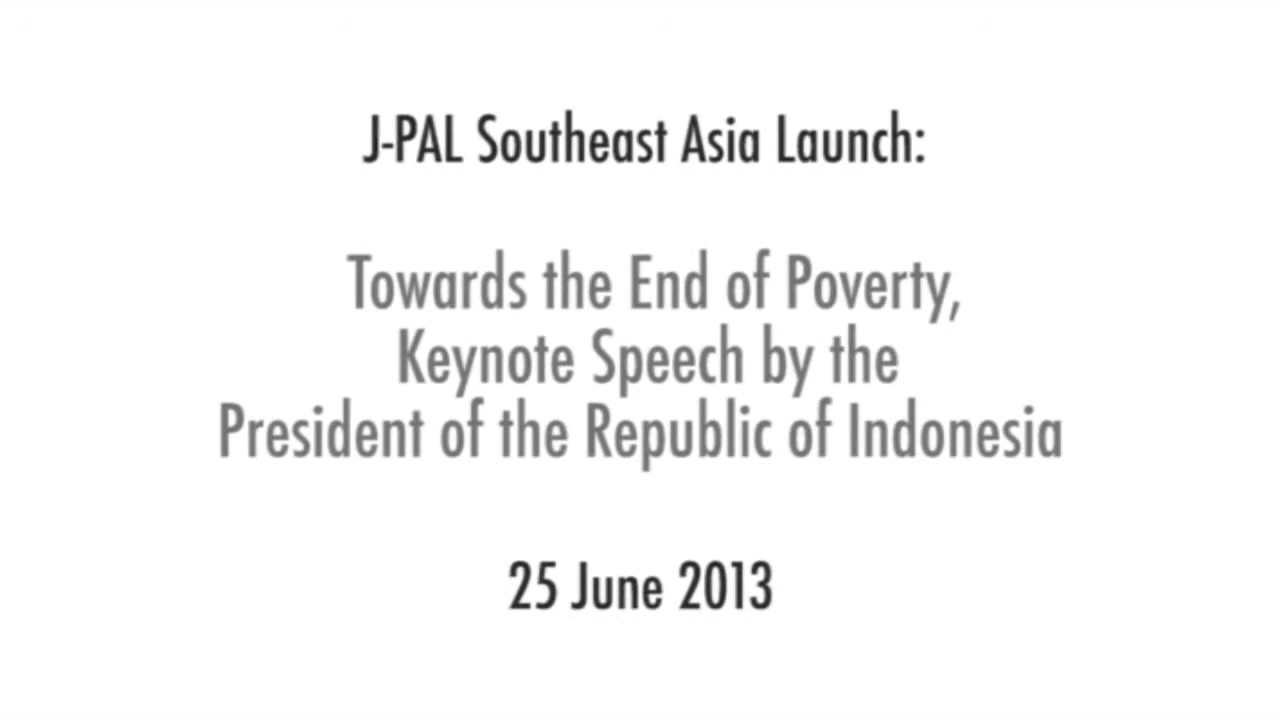 J-PAL Southeast Asia Launch:
Towards the End of Poverty,
Keynote Speech by the
President of the Republic of Indonesia
25 June 2013